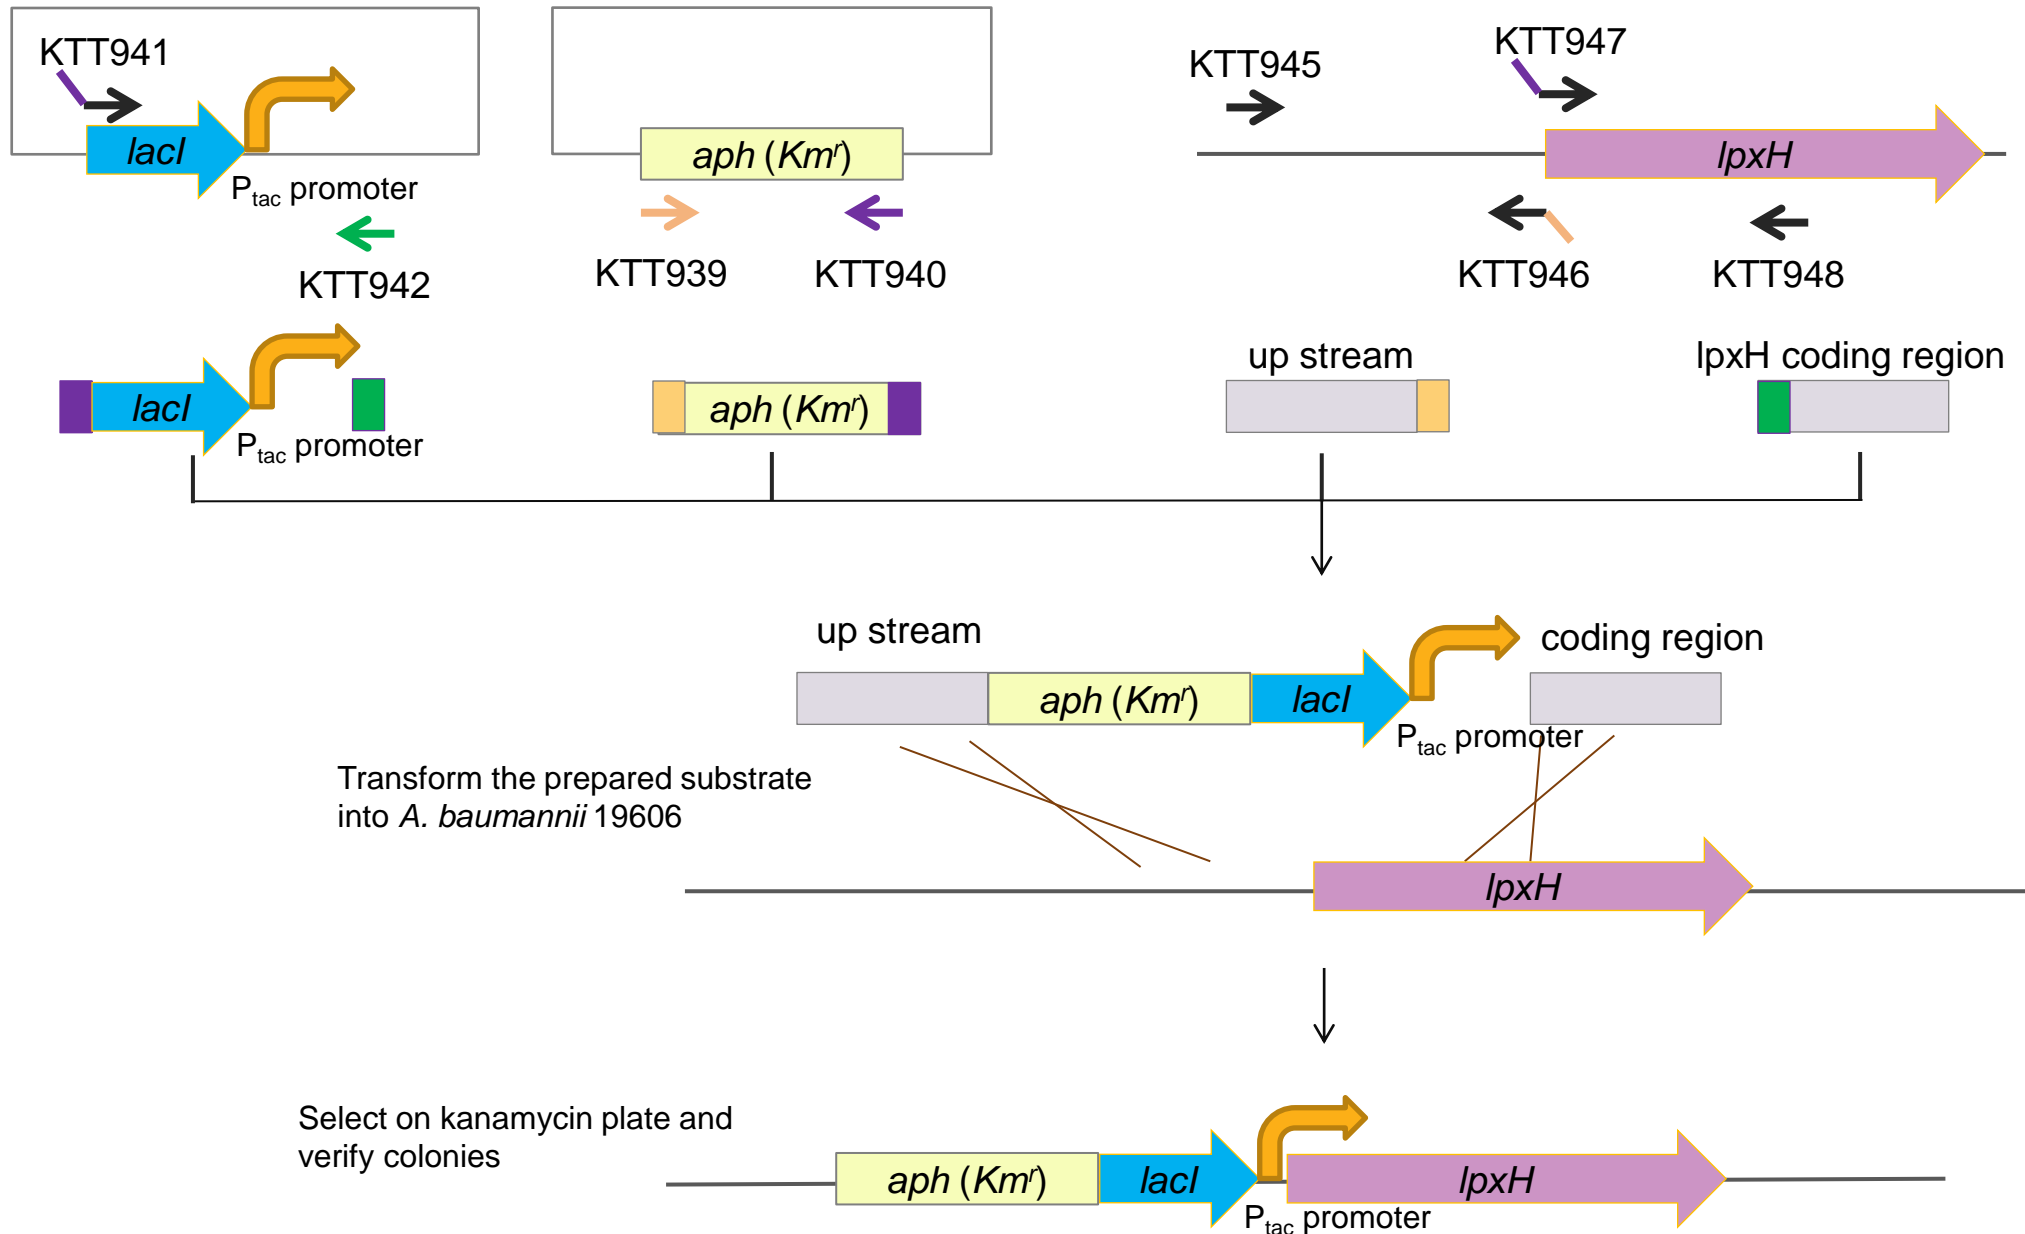 KTT941
KTT945
KTT947
lacI
aph (Kmr)
lpxH
Ptac promoter
KTT942
KTT939
KTT940
KTT946
KTT948
up stream
lpxH coding region
lacI
aph (Kmr)
Ptac promoter
up stream
coding region
aph (Kmr)
lacI
Ptac promoter
Transform the prepared substrate
into A. baumannii 19606
lpxH
Select on kanamycin plate and
verify colonies
aph (Kmr)
lacI
lpxH
Ptac promoter